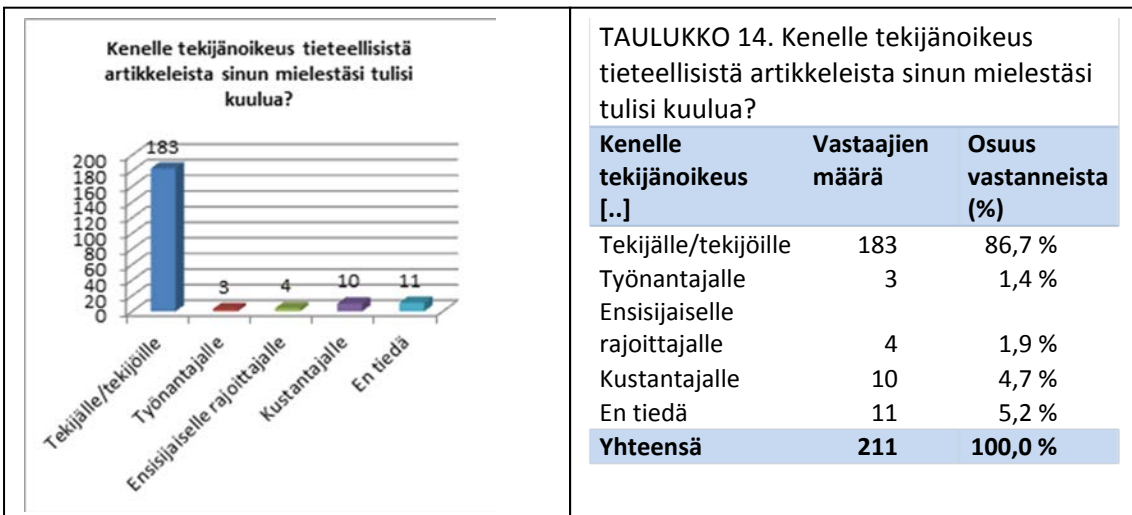 Kenelle tekijänoikeus tieteellisistä
artikkeleista sinun mielestäsi tulisi
kuulua?
183
200
180
160
140
120
100
80
60
40
20
0
3
4
10
11
Tekijälle/tekijöille
Työnantajalle
Ensisijaiselle rajoittajalle
Kustantajalle
En tiedä
TAULUKKO 14. Kenelle tekijänoikeus
tieteellisistä artikkeleista sinun mielestäsi
tulisi kuulua?
Kenelle Vastaajien Osuus
tekijänoikeus määrä vastanneista
[..] (%)
Tekijälle/tekijöille 183 86,7 %
Työnantajalle 3 1,4 %
Ensisijaiselle
rajoittajalle 4 1,9 %
Kustantajalle 10 4,7 %
En tiedä 11 5,2 %
Yhteensä 211 100,0 %